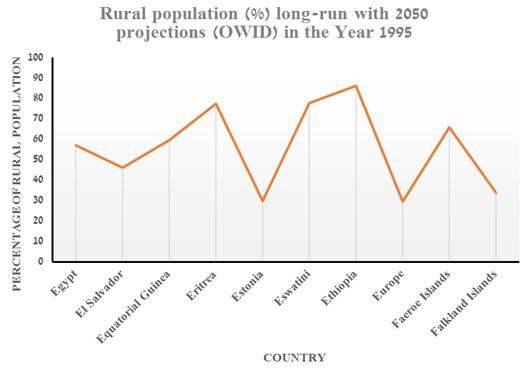 Rural population (%) long-run with 2050
projections (OWID) in the Year 1995
PERCENTAGE OF RURAL POPULATION
100
90
80
70
60
50
40
30
20
10
0
Egypt
El Salvador
Equatorial Guinea
Eritrea
Estonia
Eswatini
Ethiopia
Europe
Faeroe Islands
Falkland Islands
COUNTRY